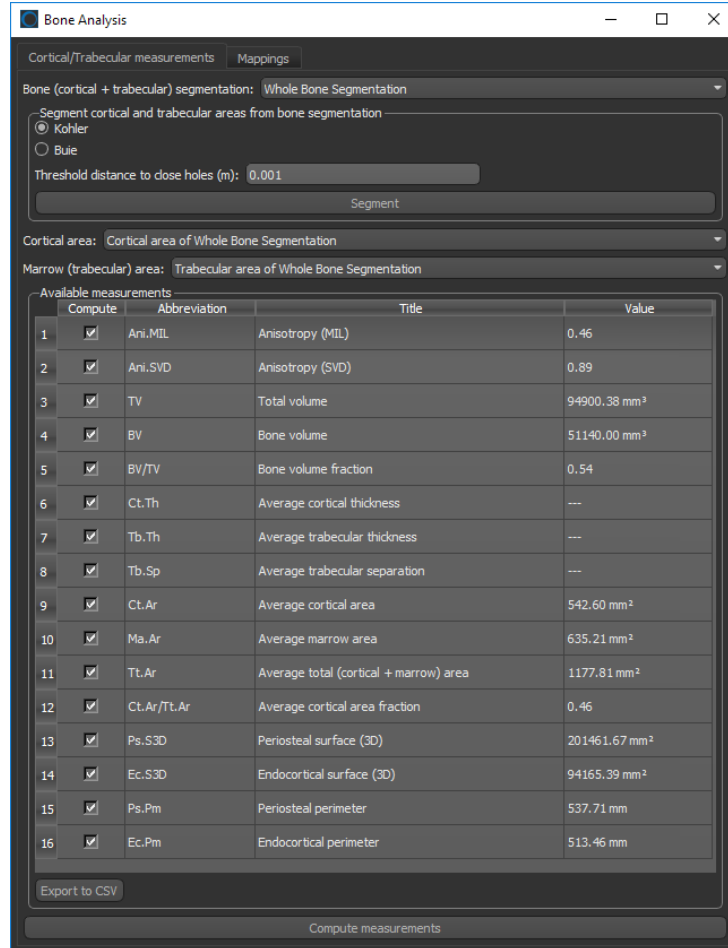 Bone Analysis
Cortical/Trabecular measurements Mappings
Bone (cortical + trabecular) segmentation: Whole Bone Segmentation
Segment cortical and trabecular areas from bone segmentation
Kohler
Buie
Threshold distance to close holes (m): 0.001
Segment
Cortical area: Cortical area of Whole Bone Segmentation
Marrow (trabecular) area: Trabecular area of Whole Bone Segmentation
Available measurements
Compute Abbreviation Title Value
1 Ani.MIL Anisotropy (MIL) 0.46
2 Ani.SVD Anisotropy (SVD) 0.89
3 TV Total volume 94900.38 mm³
4 BV Bone volume 51140.00 mm³
5 BV/TV Bone volume fraction 0.54
6 Ct.Th Average cortical thickness ---
7 Tb.Th Average trabecular thickness ---
8 Tb.Sp Average trabecular separation ---
9 Ct.Ar Average cortical area 542.60 mm²
10 Ma.Ar Average marrow area 635.21 mm²
11 Tt.Ar Average total (cortical + marrow) area 1177.81 mm²
12 Ct.Ar/Tt.Ar Average cortical area fraction 0.46
13 Ps.S3D Periosteal surface (3D) 201461.67 mm²
14 Ec.S3D Endocortical surface (3D) 94165.39 mm²
15 Ps.Pm Periosteal perimeter 537.71 mm
16 Ec.Pm Endocortical perimeter 513.46 mm
Export to CSV
Compute measurements